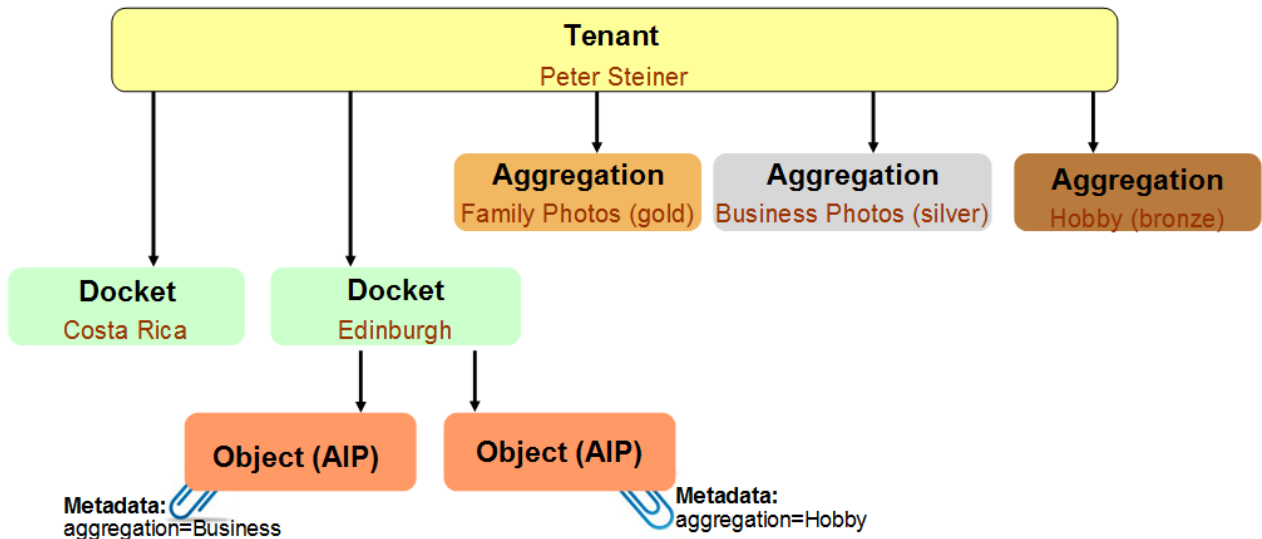 Tenant
Peter Steiner
Aggregation
Family Photos (gold)
Aggregation
Business Photos (silver)
Aggregation
Hobby (bronze)
Docket
Costa Rica
Docket
Edinburgh
Object (AIP)
Metadata:
aggregation=Business
Object (AIP)
Metadata:
aggregation=Hobby